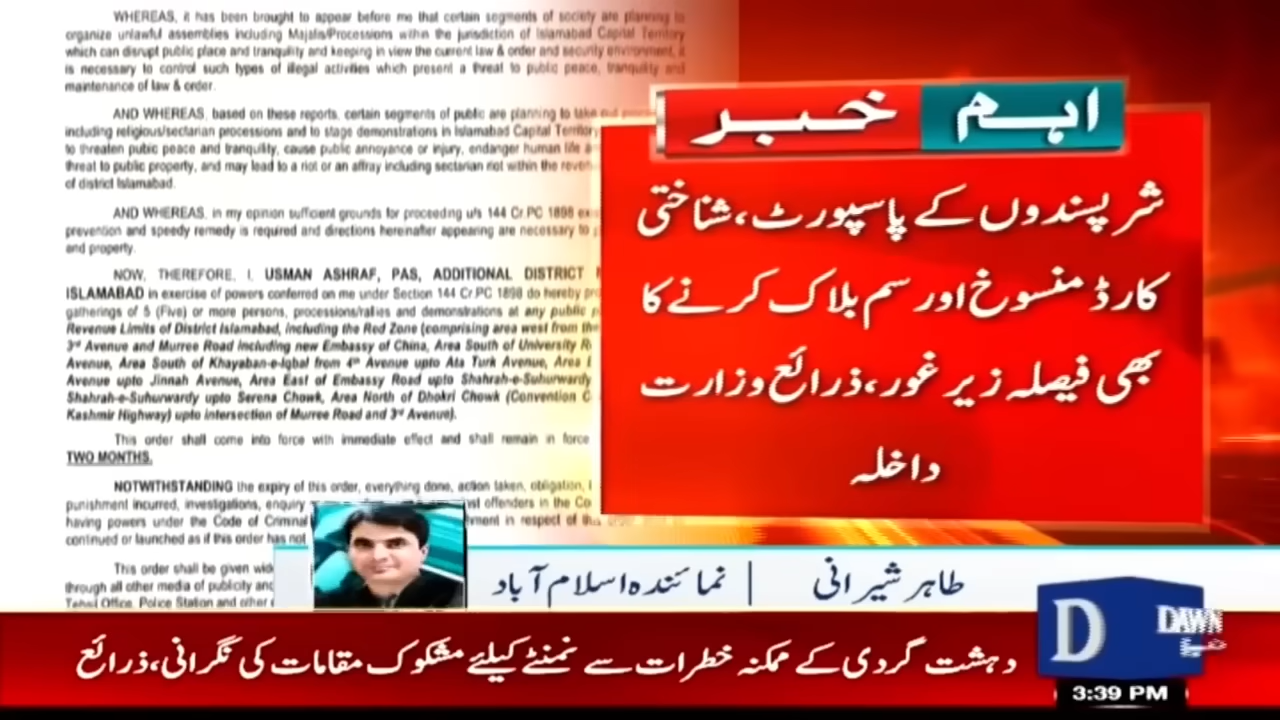 WHEREAS, it has been brought to appear before me that certain segments of society are planning to
organize unlawful assemblies including Majalis/Processions within the jurisdiction of Islamabad Capital Territory
which can disrupt public place and tranquility and keeping in view the current law & order and security environment, it
is necessary to control such types of illegal activities which present a threat to public peace, tranquility and
maintenance of law & order.
AND WHEREAS, based on these reports, certain segments of public are planning to take out
including religious/sectarian processions and to stage demonstrations in Islamabad Capital Territory
to threaten pubic peace and tranquility, cause public annoyance or injury, endanger human life
threat to public property, and may lead to a riot or an affray including sectarian riot within the
of district Islamabad.
AND WHEREAS, in my opinion sufficient grounds for proceeding u/s 144 Cr.PC 1898
prevention and speedy remedy is required and directions hereinafter appearing are necessary to
and property.
NOW, THEREFORE, I, USMAN ASHRAF, PAS, ADDITIONAL DISTRICT
ISLAMABAD in exercise of powers conferred on me under Section 144 Cr.PC 1898 do hereby
gatherings of 5 (Five) or more persons, processions/rallies and demonstrations at any public
Revenue Limits of District Islamabad, including the Red Zone (comprising area west from the
3rd Avenue and Murree Road including new Embassy of China, Area South of University
Avenue, Area South of Khayaban-e-Iqbal from 4th Avenue upto Ata Turk Avenue, Area
Avenue upto Jinnah Avenue, Area East of Embassy Road upto Shahrah-e-Suhurwardy
Shahrah-e-Suhurwardy upto Serena Chowk, Area North of Dhokri Chowk (Convention
Kashmir Highway) upto intersection of Murree Road and 3rd Avenue).
This order shall come into force with immediate effect and shall remain in force
TWO MONTHS.
NOTWITHSTANDING the expiry of this order, everything done, action taken, obligation,
punishment incurred, investigations, enquiry offenders in the
having powers under the Code of Criminal in respect of
continued or launched as if this order has not
This order shall be given
through all other media of publicity
Tehsil Office, Police Station and other
اہم خبر
شرپسندوں کے پاسپورٹ، شناختی
کارڈ منسوخ اور سم بلاک کرنے کا
بھی فیصلہ زیر غور، ذرائع وزارت
داخلہ
طاہر شیرانی | نمائندہ اسلام آباد
دہشت گردی کے ممکنہ خطرات سے نمٹنے کیلئے مشکوک مقامات کی نگرانی، ذرائع
D
DAWN
3:39 PM